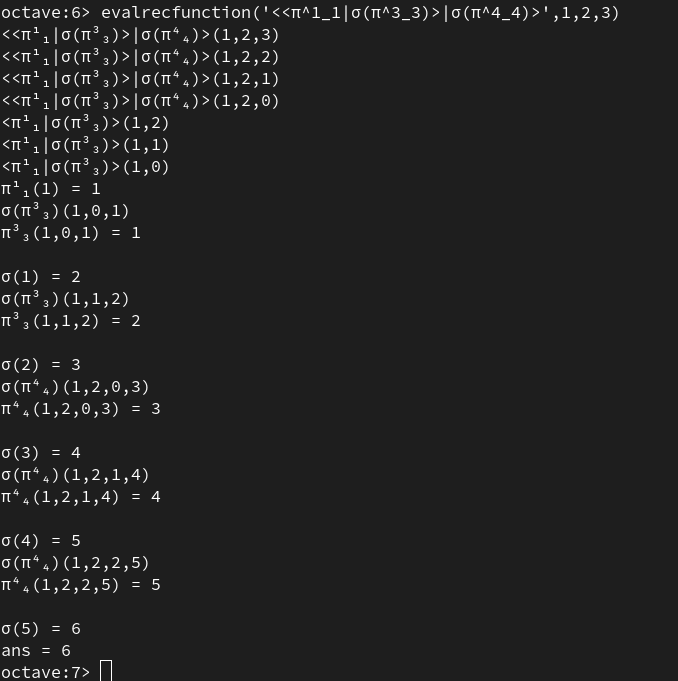 octave:6> evalrecfunction('<<π^1_1|σ(π^3_3)>|σ(π^4_4)>',1,2,3)
<<π¹₁|σ(π³₃)>|σ(π⁴₄)>(1,2,3)
<<π¹₁|σ(π³₃)>|σ(π⁴₄)>(1,2,2)
<<π¹₁|σ(π³₃)>|σ(π⁴₄)>(1,2,1)
<<π¹₁|σ(π³₃)>|σ(π⁴₄)>(1,2,0)
<π¹₁|σ(π³₃)>(1,2)
<π¹₁|σ(π³₃)>(1,1)
<π¹₁|σ(π³₃)>(1,0)
π¹₁(1) = 1
σ(π³₃)(1,0,1)
π³₃(1,0,1) = 1

σ(1) = 2
σ(π³₃)(1,1,2)
π³₃(1,1,2) = 2

σ(2) = 3
σ(π⁴₄)(1,2,0,3)
π⁴₄(1,2,0,3) = 3

σ(3) = 4
σ(π⁴₄)(1,2,1,4)
π⁴₄(1,2,1,4) = 4

σ(4) = 5
σ(π⁴₄)(1,2,2,5)
π⁴₄(1,2,2,5) = 5

σ(5) = 6
ans = 6
octave:7>